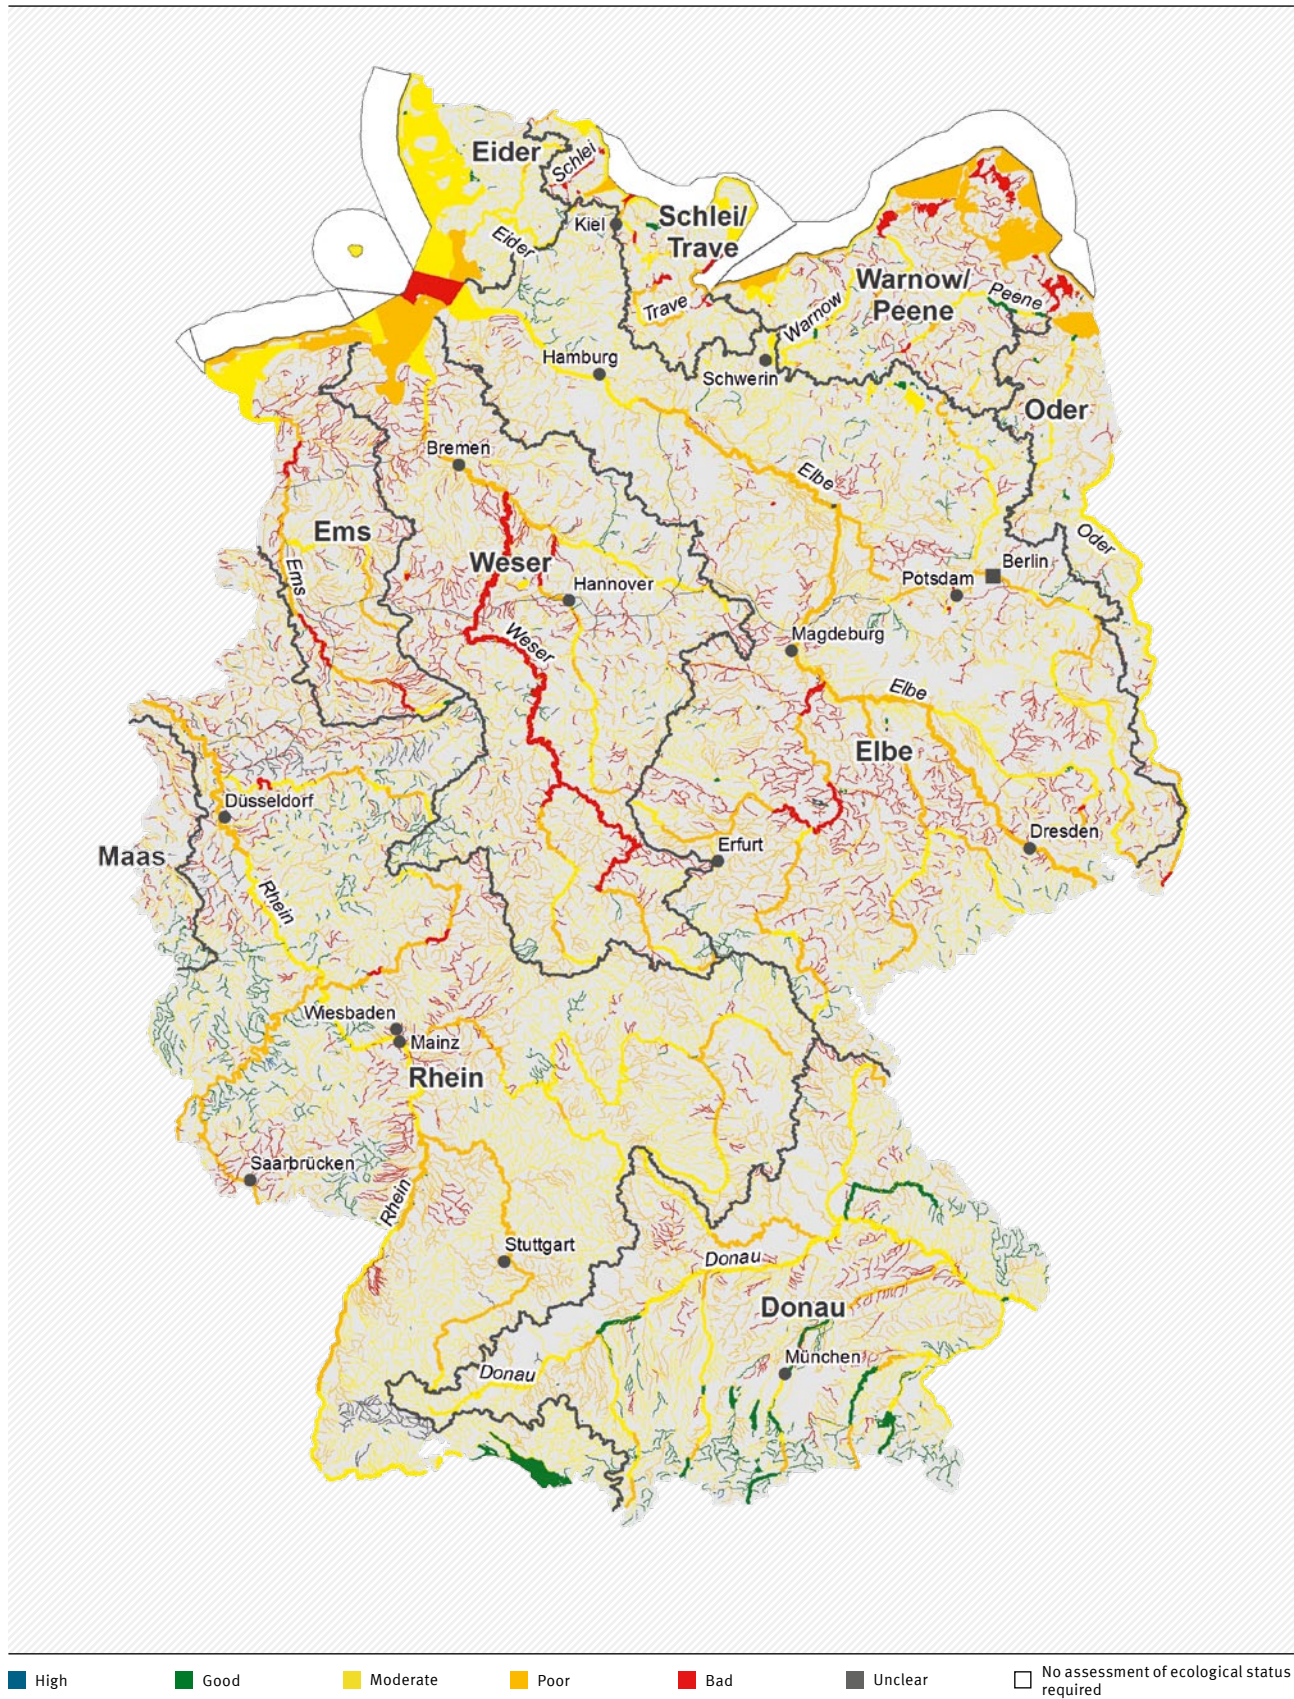 Eider
Schlei
Kiel
Schlei/
Trave
Eider
Trave
Warnow/
Peene
Peene
Warnow
Hamburg
Schwerin
Oder
Bremen
Elbe
Ems
Weser
Oder
Berlin
Ems
Hannover
Potsdam
Weser
Magdeburg
Elbe
Elbe
Düsseldorf
Dresden
Maas
Erfurt
Rhein
Wiesbaden
Mainz
Rhein
Saarbrücken
Rhein
Stuttgart
Donau
Donau
München
Donau
High
Good
Moderate
Poor
Bad
Unclear
No assessment of ecological status
required